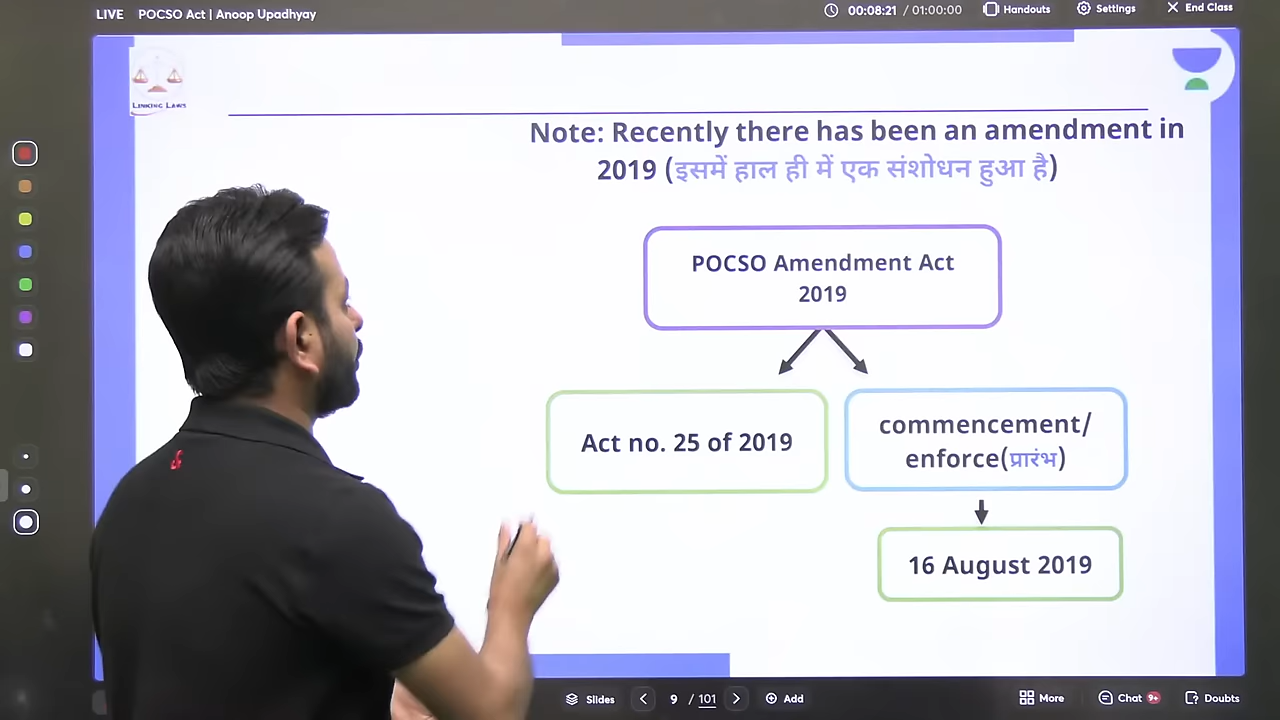 LIVE POCSO Act | Anoop Upadhyay
00:08:21 / 01:00:00 Handouts Settings End Class
LINKING LAWS
Note: Recently there has been an amendment in
2019 (इसमें हाल ही में एक संशोधन हुआ है)
POCSO Amendment Act
2019
Act no. 25 of 2019
commencement/
enforce(प्रारंभ)
16 August 2019
Slides 9 / 101 Add
More Chat 9+ Doubts